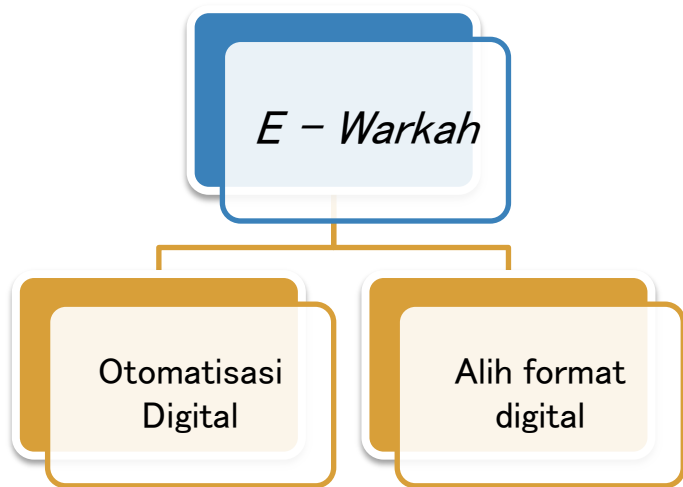 E – Warkah
Otomatisasi
Digital
Alih format
digital